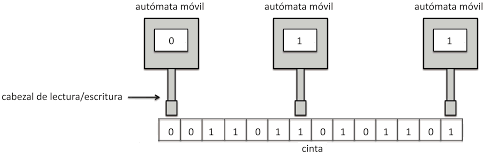 autómata móvil autómata móvil autómata móvil
0 1 1
cabezal de lectura/escritura
0 0 1 1 0 1 1 0 1 0 1 1 0 1
cinta